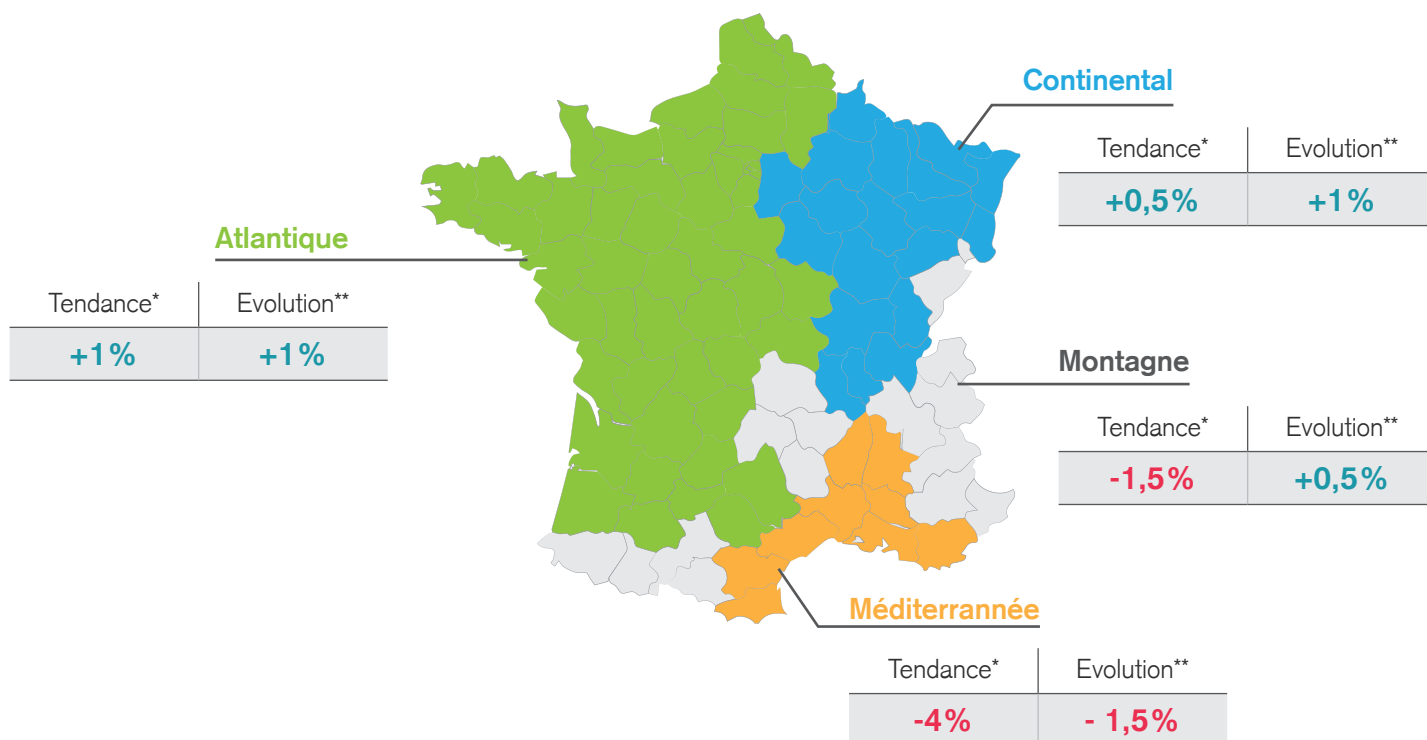 Continental
Tendance* Evolution**
+0,5% +1%
Atlantique
Tendance* Evolution**
+1% +1%
Montagne
Tendance* Evolution**
-1,5% +0,5%
Méditerrannée
Tendance* Evolution**
-4% - 1,5%